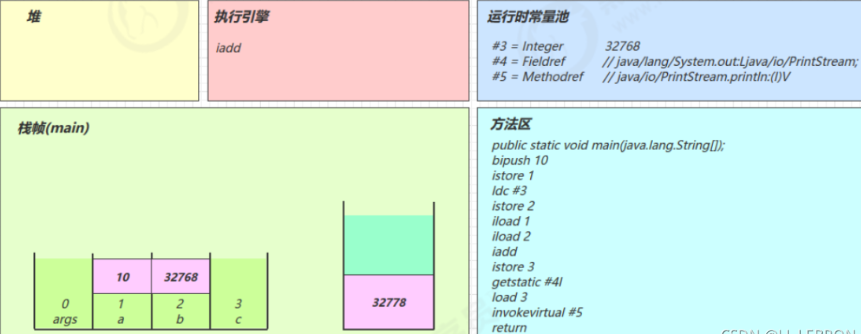 堆
执行引擎
iadd
运行时常量池
#3 = Integer 32768
#4 = Fieldref // java/lang/System.out:Ljava/io/PrintStream;
#5 = Methodref // java/io/PrintStream.println:(I)V
栈帧(main)
10 32768
0 1 2 3
args a b c
32778
方法区
public static void main(java.lang.String[]);
bipush 10
istore 1
ldc #3
istore 2
iload 1
iload 2
iadd
istore 3
getstatic #4I
load 3
invokevirtual #5
return